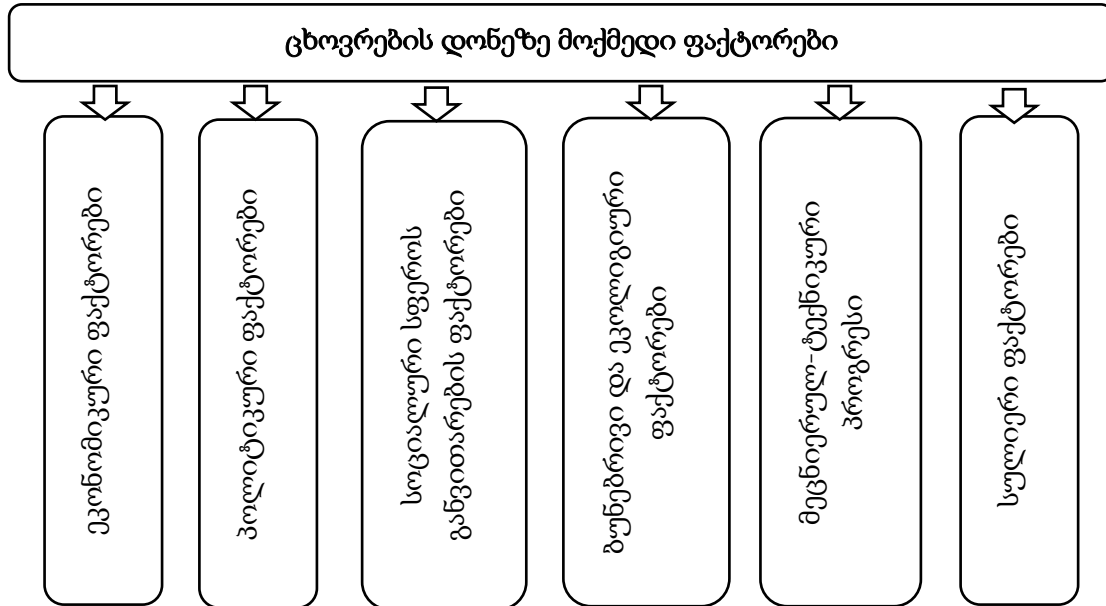 ცხოვრების დონეზე მოქმედი ფაქტორები
ეკონომიკური ფაქტორები
პოლიტიკური ფაქტორები
სოციალური სფეროს
განვითარების ფაქტორები
ბუნებრივი და ეკოლიგიური
ფაქტორები
მეცნიერულ-ტექნიკური
პროგრესი
სულიერი ფაქტორები